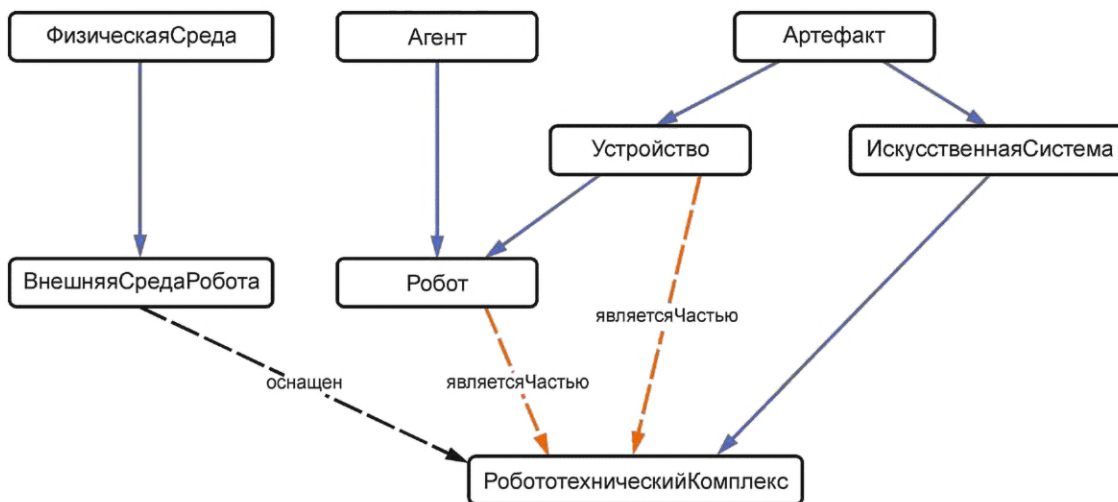 ФизическаяСреда
Агент
Артефакт
Устройство
ИскусственнаяСистема
ВнешняяСредаРобота
Робот
являетсяЧастью
оснащен
являетсяЧастью
РобототехническийКомплекс